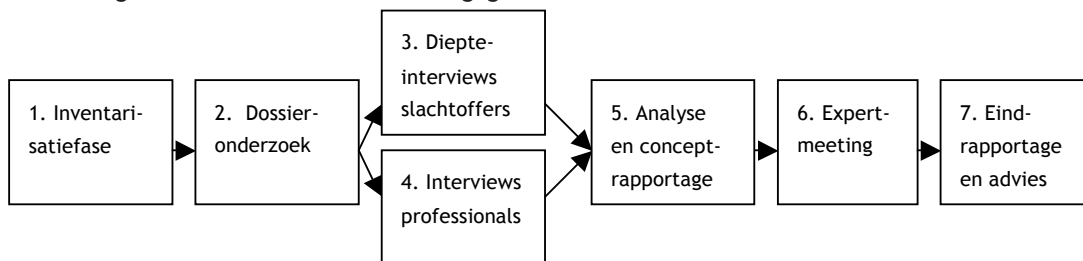 1. Inventari-
satiefase
2. Dossier-
onderzoek
3. Diepte-
interviews
slachtoffers
4. Interviews
professionals
5. Analyse
en concept-
rapportage
6. Expert-
meeting
7. Eind-
rapportage
en advies